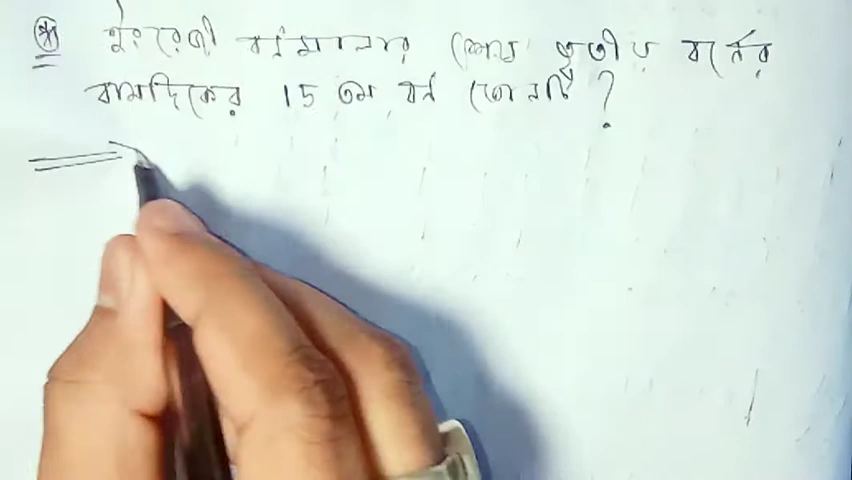 প্রঃ ইংরেজী বর্ণমালার শেষ তৃতীয় বর্নের
বামদিকের 15 তম বর্ন কোনটি ?